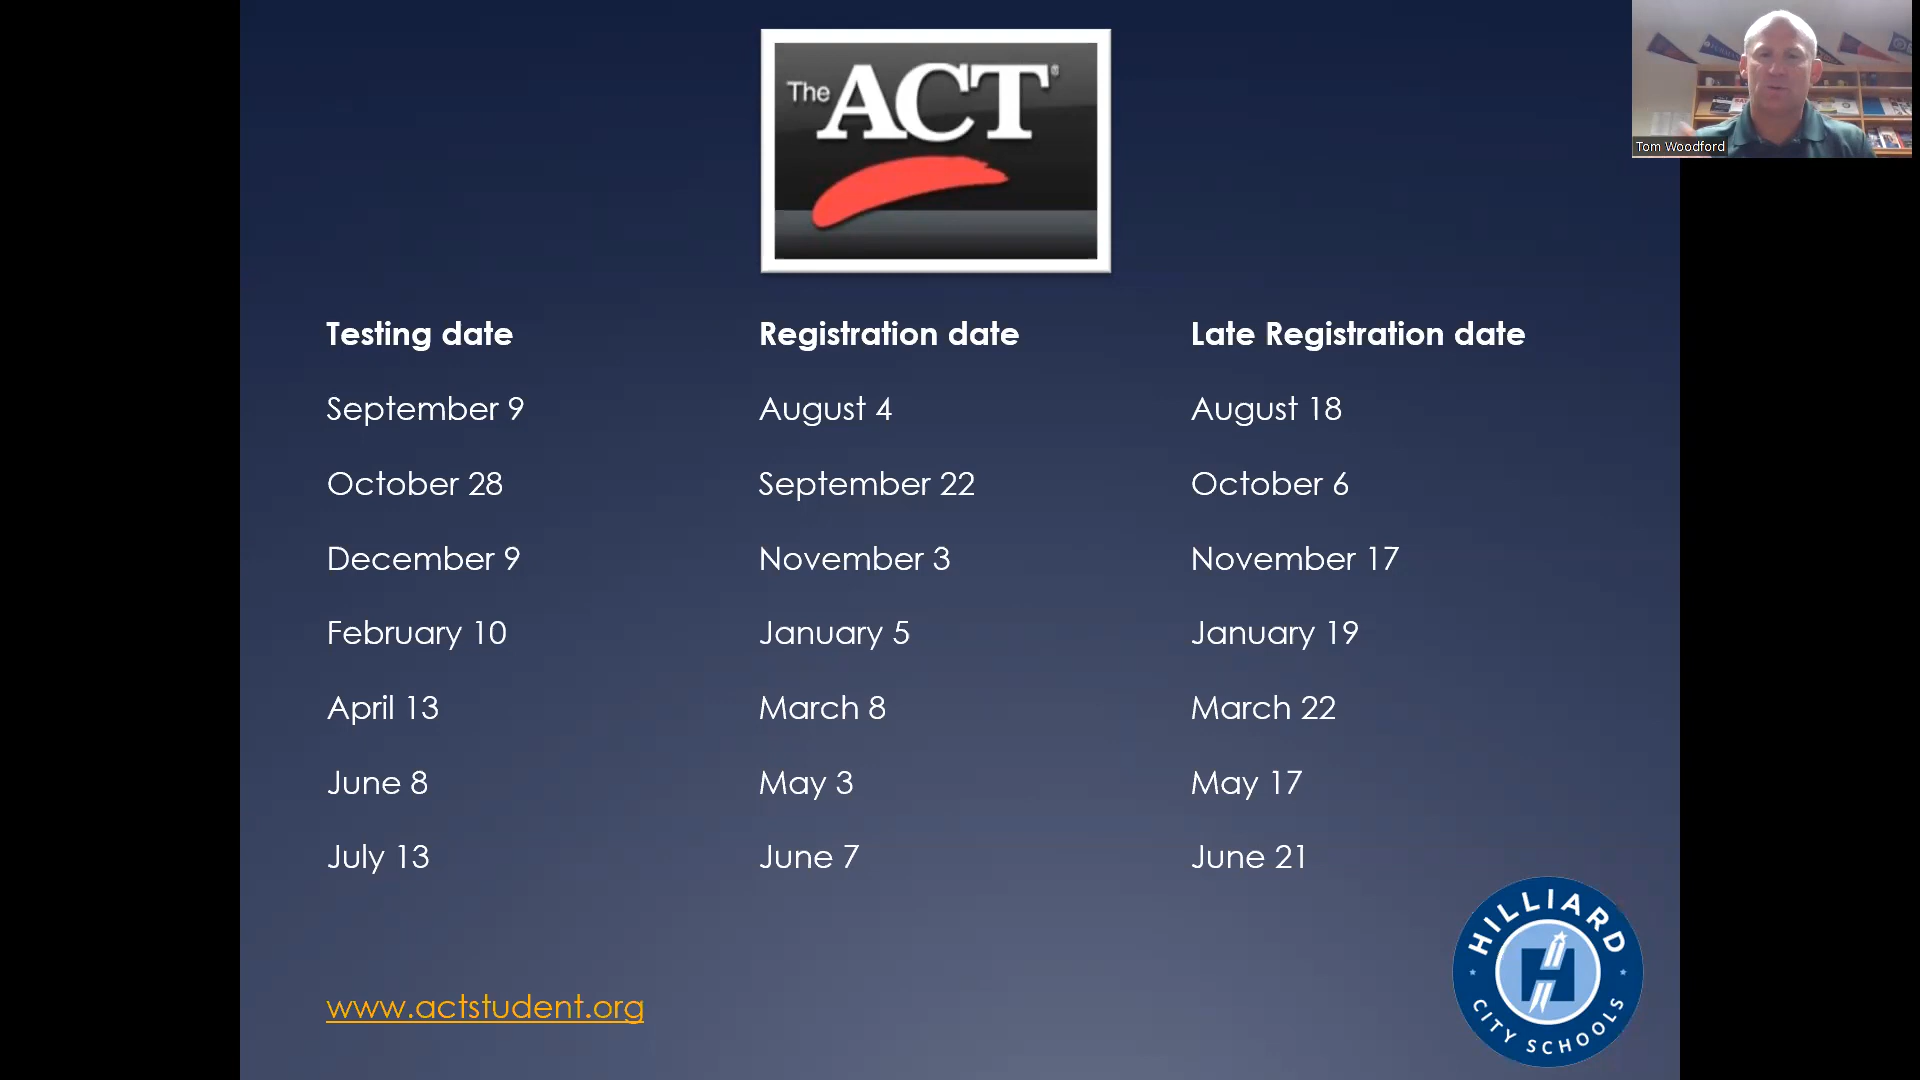 The ACT®
Tom Woodford
Testing date Registration date Late Registration date
September 9 August 4 August 18
October 28 September 22 October 6
December 9 November 3 November 17
February 10 January 5 January 19
April 13 March 8 March 22
June 8 May 3 May 17
July 13 June 7 June 21
www.actstudent.org
HILLIARD
H
CITY SCHOOLS